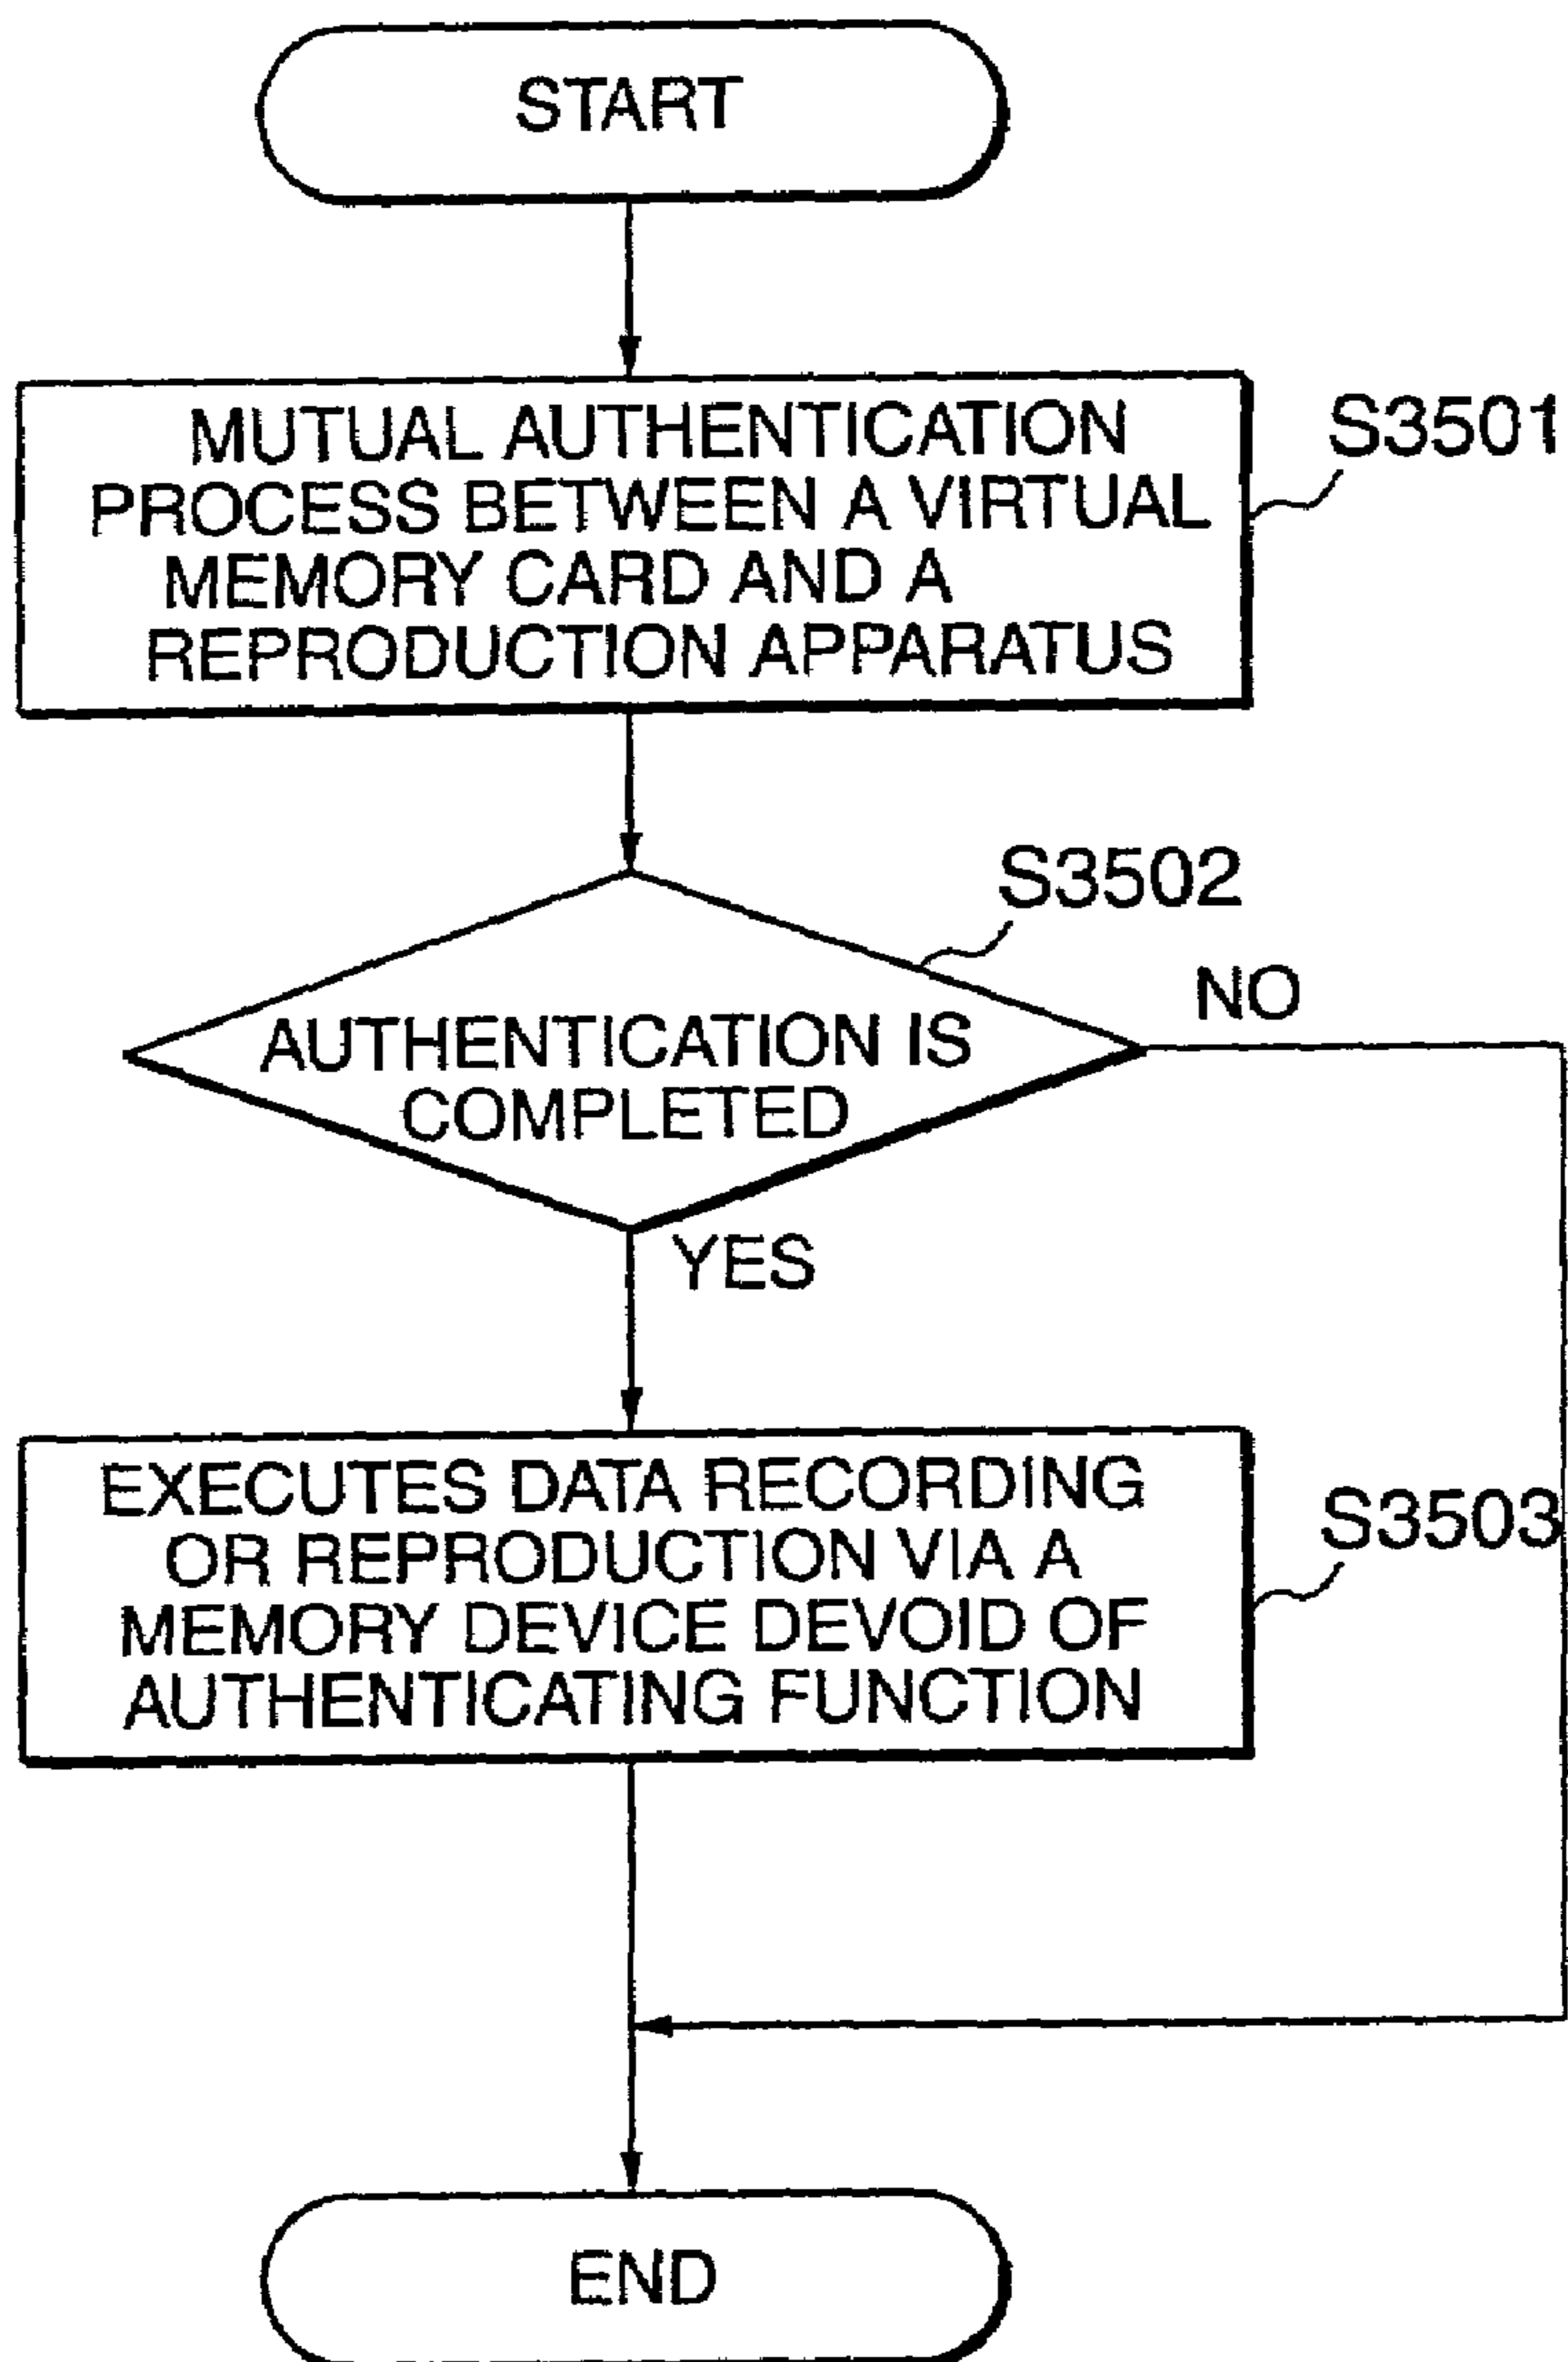 START
MUTUAL AUTHENTICATION
PROCESS BETWEEN A VIRTUAL
MEMORY CARD AND A
REPRODUCTION APPARATUS
S3501
S3502
NO
AUTHENTICATION IS
COMPLETED
YES
EXECUTES DATA RECORDING
OR REPRODUCTION VIA A
MEMORY DEVICE DEVOID OF
AUTHENTICATING FUNCTION
S3503
END